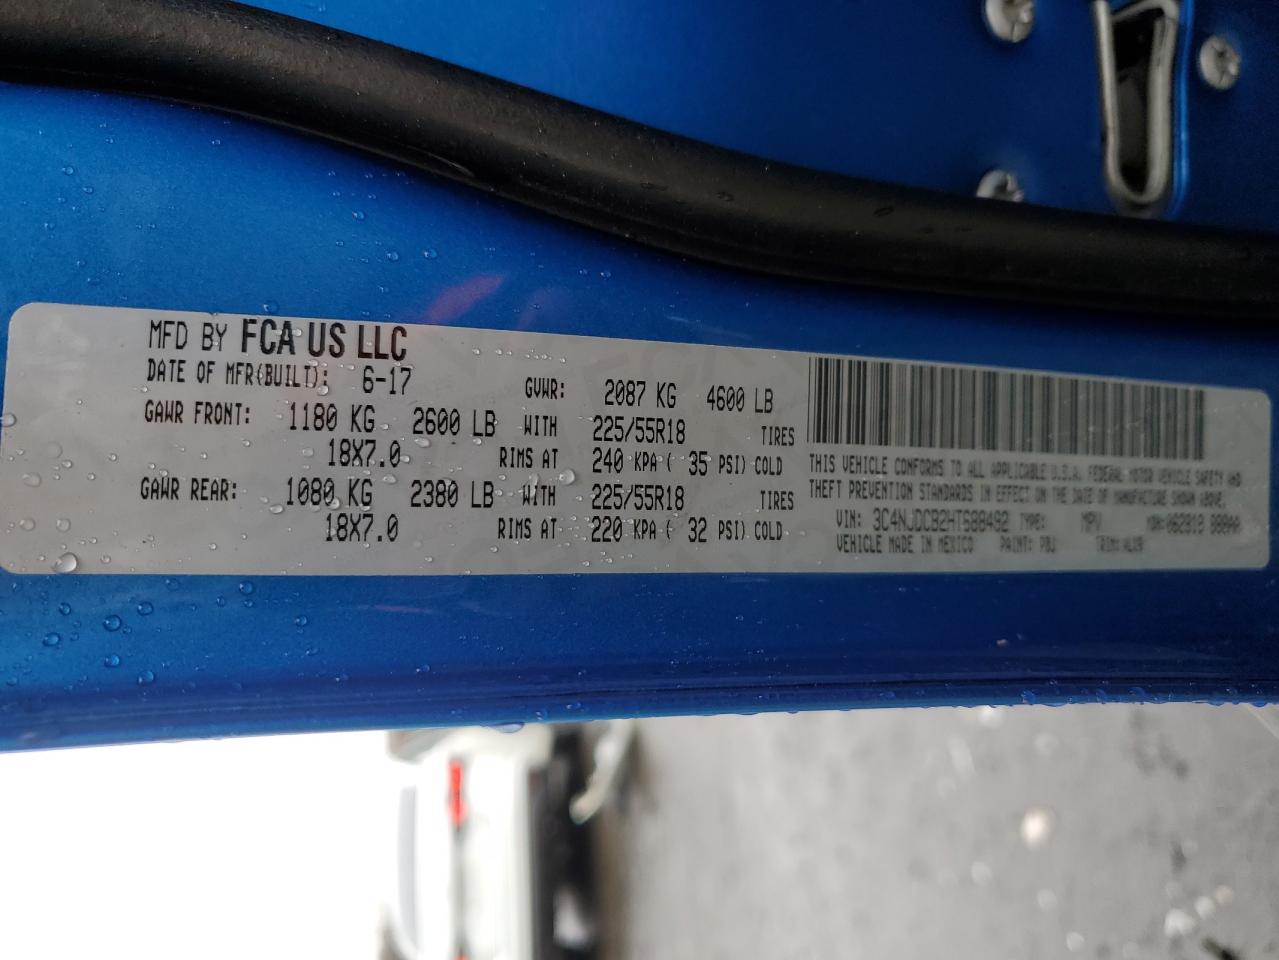 MFD BY FCA US LLC
DATE OF MFR(BUILT): 6-17 GVWR: 2087 KG 4600 LB
GAWR FRONT: 1180 KG 2600 LB WITH 225/55R18 TIRES
18X7.0 RIMS AT 240 KPA ( 35 PSI) COLD
GAWR REAR: 1080 KG 2380 LB WITH 225/55R18 TIRES
18X7.0 RIMS AT 220 KPA ( 32 PSI) COLD
THIS VEHICLE CONFORMS TO ALL APPLICABLE U.S.A. FEDERAL MOTOR VEHICLE SAFETY AND
THEFT PREVENTION STANDARDS IN EFFECT ON THE DATE OF MANUFACTURE SHOWN ABOVE.
VIN: 3C4NJDCB2HT688492 TYPE: MPV
VEHICLE MADE IN MEXICO PAINT: PBJ